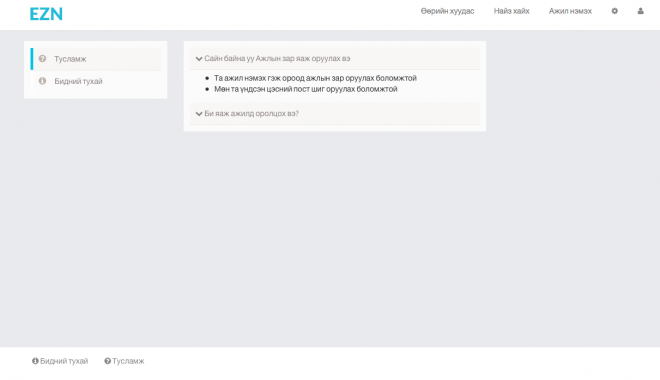 EZN
Өөрийн хуудас
Найз хайх
Ажил нэмэх
Тусламж
Бидний тухай
Сайн байна уу Ажлын зар яаж оруулах вэ
Та ажил нэмэх гэж ороод ажлын зар оруулах боломжтой
Мөн та үндсэн цэсний пост шиг оруулах боломжтой
Би яаж ажилд оролцох вэ?
Бидний тухай
Тусламж